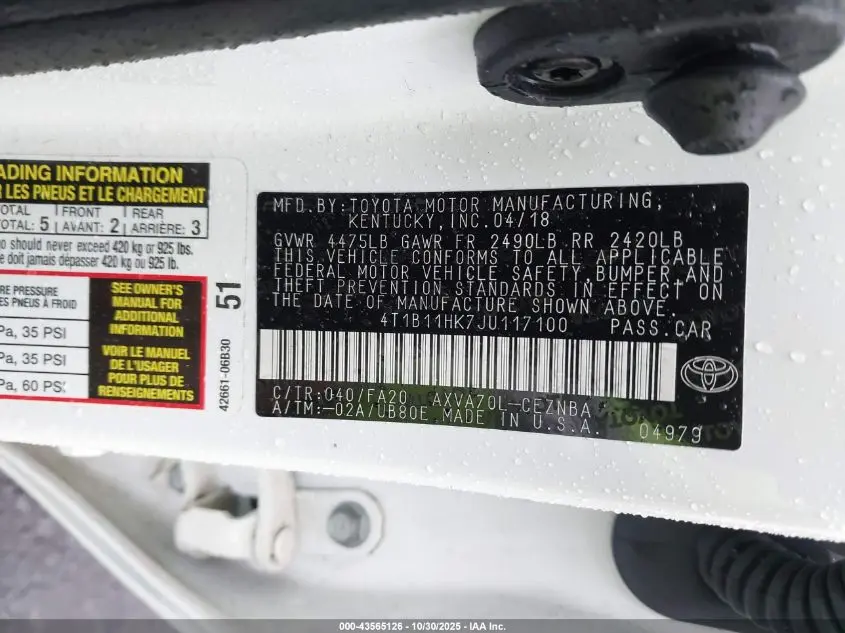 ADING INFORMATION
R LES PNEUS ET LE CHARGEMENT
TOTAL FRONT REAR
TOTAL: 5 AVANT: 2 ARRIÈRE: 3
o should never exceed 420 kg or 925 lbs.
e doit jamais dépasser 420 kg ou 925 lb.
RE PRESSURE
ES PNEUS À FROID
Pa, 35 PSI
Pa, 35 PSI
Pa, 60 PSI
SEE OWNER'S
MANUAL FOR
ADDITIONAL
INFORMATION
VOIR LE MANUEL
DE L'USAGER
POUR PLUS DE
RENSEIGNEMENTS
51
42661-06B30
MFD.BY:TOYOTA MOTOR MANUFACTURING,
KENTUCKY,INC.04/18
GVWR 4475LB GAWR FR 2490LB RR 2420LB
THIS VEHICLE CONFORMS TO ALL APPLICABLE
FEDERAL MOTOR VEHICLE SAFETY, BUMPER AND
THEFT PREVENTION STANDARDS IN EFFECT ON
THE DATE OF MANUFACTURE SHOWN ABOVE.
4T1B11HK7JU117100 PASS.CAR
C/TR:040/FA20 AXVA70L-CEZNBA
A/TM:-02A/UB80E MADE IN U.S.A. 04979
000-43565126 - 10/30/2025 - IAA Inc.